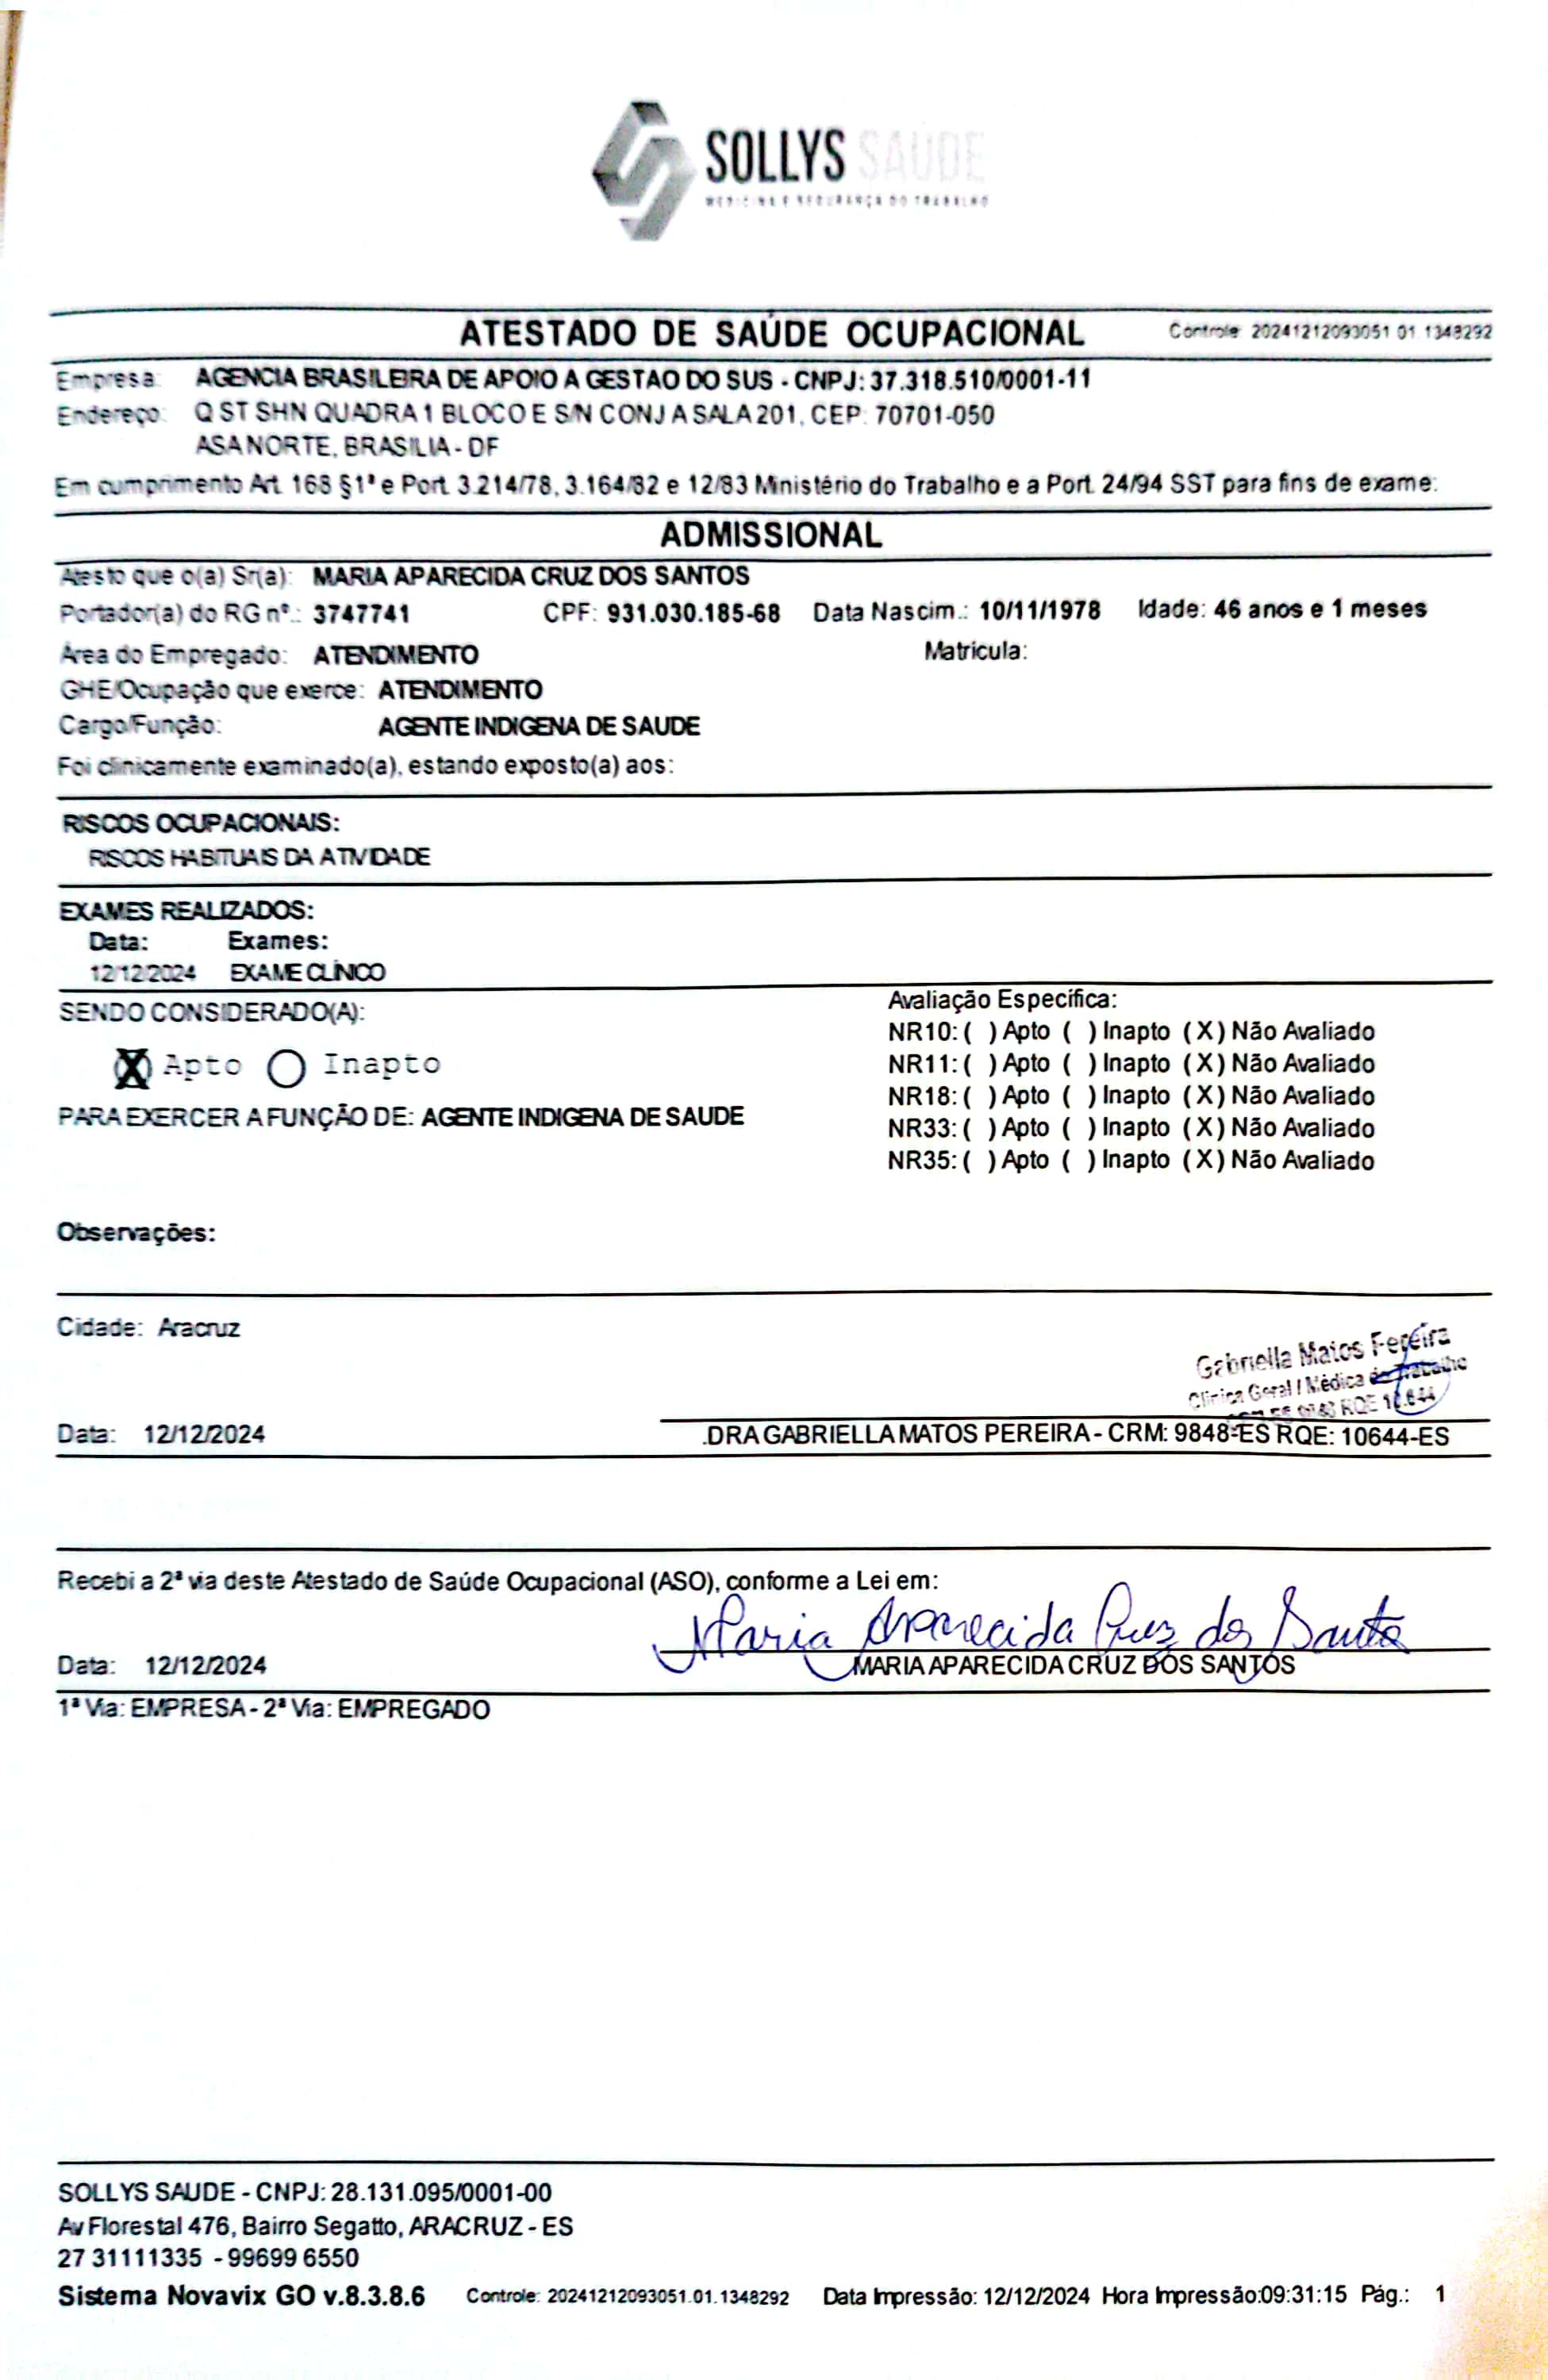 SOLLYS SAÚDE
MEDICINA E SEGURANÇA DO TRABALHO
ATESTADO DE SAÚDE OCUPACIONAL
Controle: 20241212093051.01.1348292
Empresa: AGENCIA BRASILEIRA DE APOIO A GESTAO DO SUS - CNPJ: 37.318.510/0001-11
Endereço: Q ST SHN QUADRA 1 BLOCO E S/N CONJ A SALA 201, CEP: 70701-050
ASA NORTE, BRASILIA - DF
Em cumprimento Art. 168 §1ª e Port. 3.214/78, 3.164/82 e 12/83 Ministério do Trabalho e a Port. 24/94 SST para fins de exame:
ADMISSIONAL
Atesto que o(a) Sr(a): MARIA APARECIDA CRUZ DOS SANTOS
Portador(a) do RG nº.: 3747741 CPF: 931.030.185-68 Data Nascim.: 10/11/1978 Idade: 46 anos e 1 meses
Área do Empregado: ATENDIMENTO Matricula:
GHE/Ocupação que exerce: ATENDIMENTO
Cargo/Função: AGENTE INDIGENA DE SAUDE
Foi clinicamente examinado(a), estando exposto(a) aos:
RISCOS OCUPACIONAIS:
RISCOS HABITUAIS DA ATIVIDADE
EXAMES REALIZADOS:
Data: Exames:
12/12/2024 EXAME CLÍNICO
SENDO CONSIDERADO(A):
(X) Apto ( ) Inapto
PARA EXERCER A FUNÇÃO DE: AGENTE INDIGENA DE SAUDE
Avaliação Específica:
NR10: ( ) Apto ( ) Inapto (X) Não Avaliado
NR11: ( ) Apto ( ) Inapto (X) Não Avaliado
NR18: ( ) Apto ( ) Inapto (X) Não Avaliado
NR33: ( ) Apto ( ) Inapto (X) Não Avaliado
NR35: ( ) Apto ( ) Inapto (X) Não Avaliado
Observações:
Cidade: Aracruz
Gabriella Matos Pereira
Clínica Geral / Médica do Trabalho
RQE 10.644
Data: 12/12/2024
.DRA GABRIELLA MATOS PEREIRA - CRM: 9848-ES RQE: 10644-ES
Recebi a 2ª via deste Atestado de Saúde Ocupacional (ASO), conforme a Lei em:
Maria Aparecida Cruz dos Santos
Data: 12/12/2024
MARIA APARECIDA CRUZ DOS SANTOS
1ª Via: EMPRESA - 2ª Via: EMPREGADO
SOLLYS SAUDE - CNPJ: 28.131.095/0001-00
Av Florestal 476, Bairro Segatto, ARACRUZ - ES
27 31111335 - 99699 6550
Sistema Novavix GO v.8.3.8.6 Controle: 20241212093051.01.1348292 Data Impressão: 12/12/2024 Hora Impressão:09:31:15 Pág.: 1